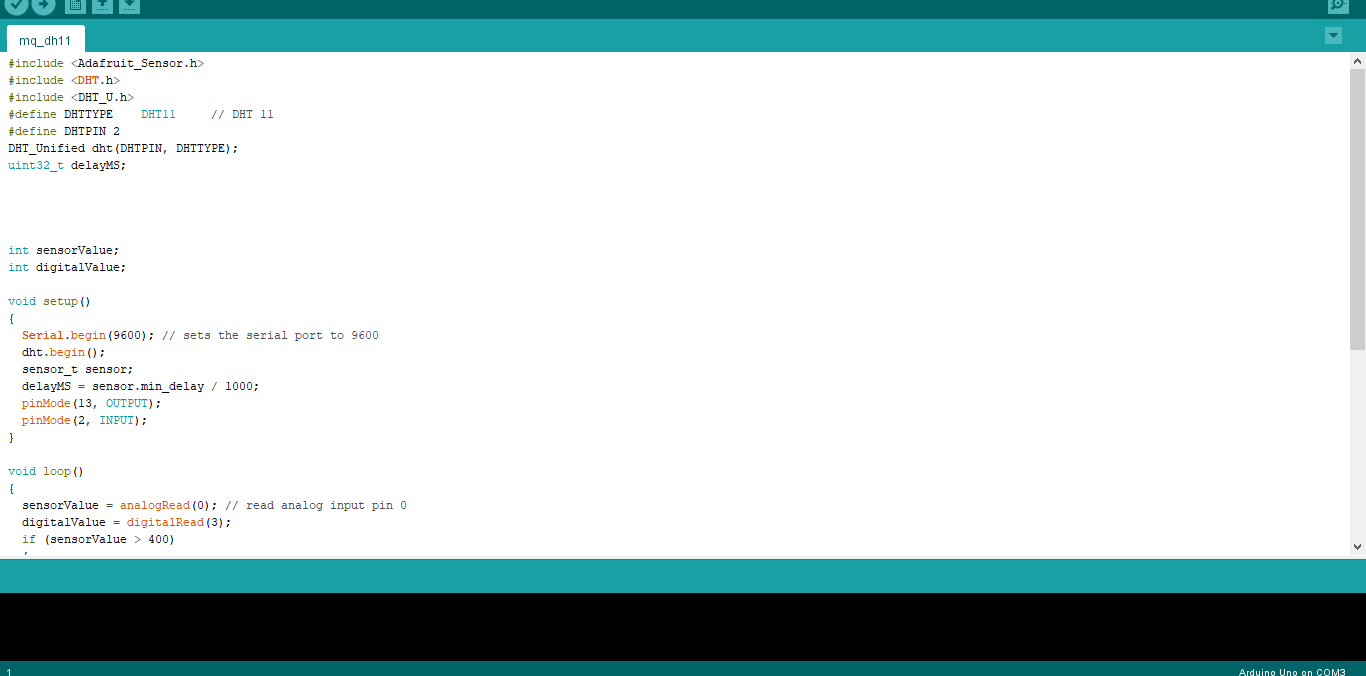 mq_dh11
#include <Adafruit_Sensor.h>
#include <DHT.h>
#include <DHT_U.h>
#define DHTTYPE    DHT11     // DHT 11
#define DHTPIN 2
DHT_Unified dht(DHTPIN, DHTTYPE);
uint32_t delayMS;
int sensorValue;
int digitalValue;
void setup()
{
  Serial.begin(9600); // sets the serial port to 9600
  dht.begin();
  sensor_t sensor;
  delayMS = sensor.min_delay / 1000;
  pinMode(13, OUTPUT);
  pinMode(2, INPUT);
}
void loop()
{
  sensorValue = analogRead(0); // read analog input pin 0
  digitalValue = digitalRead(3);
  if (sensorValue > 400)
  {
1
Arduino Uno on COM3